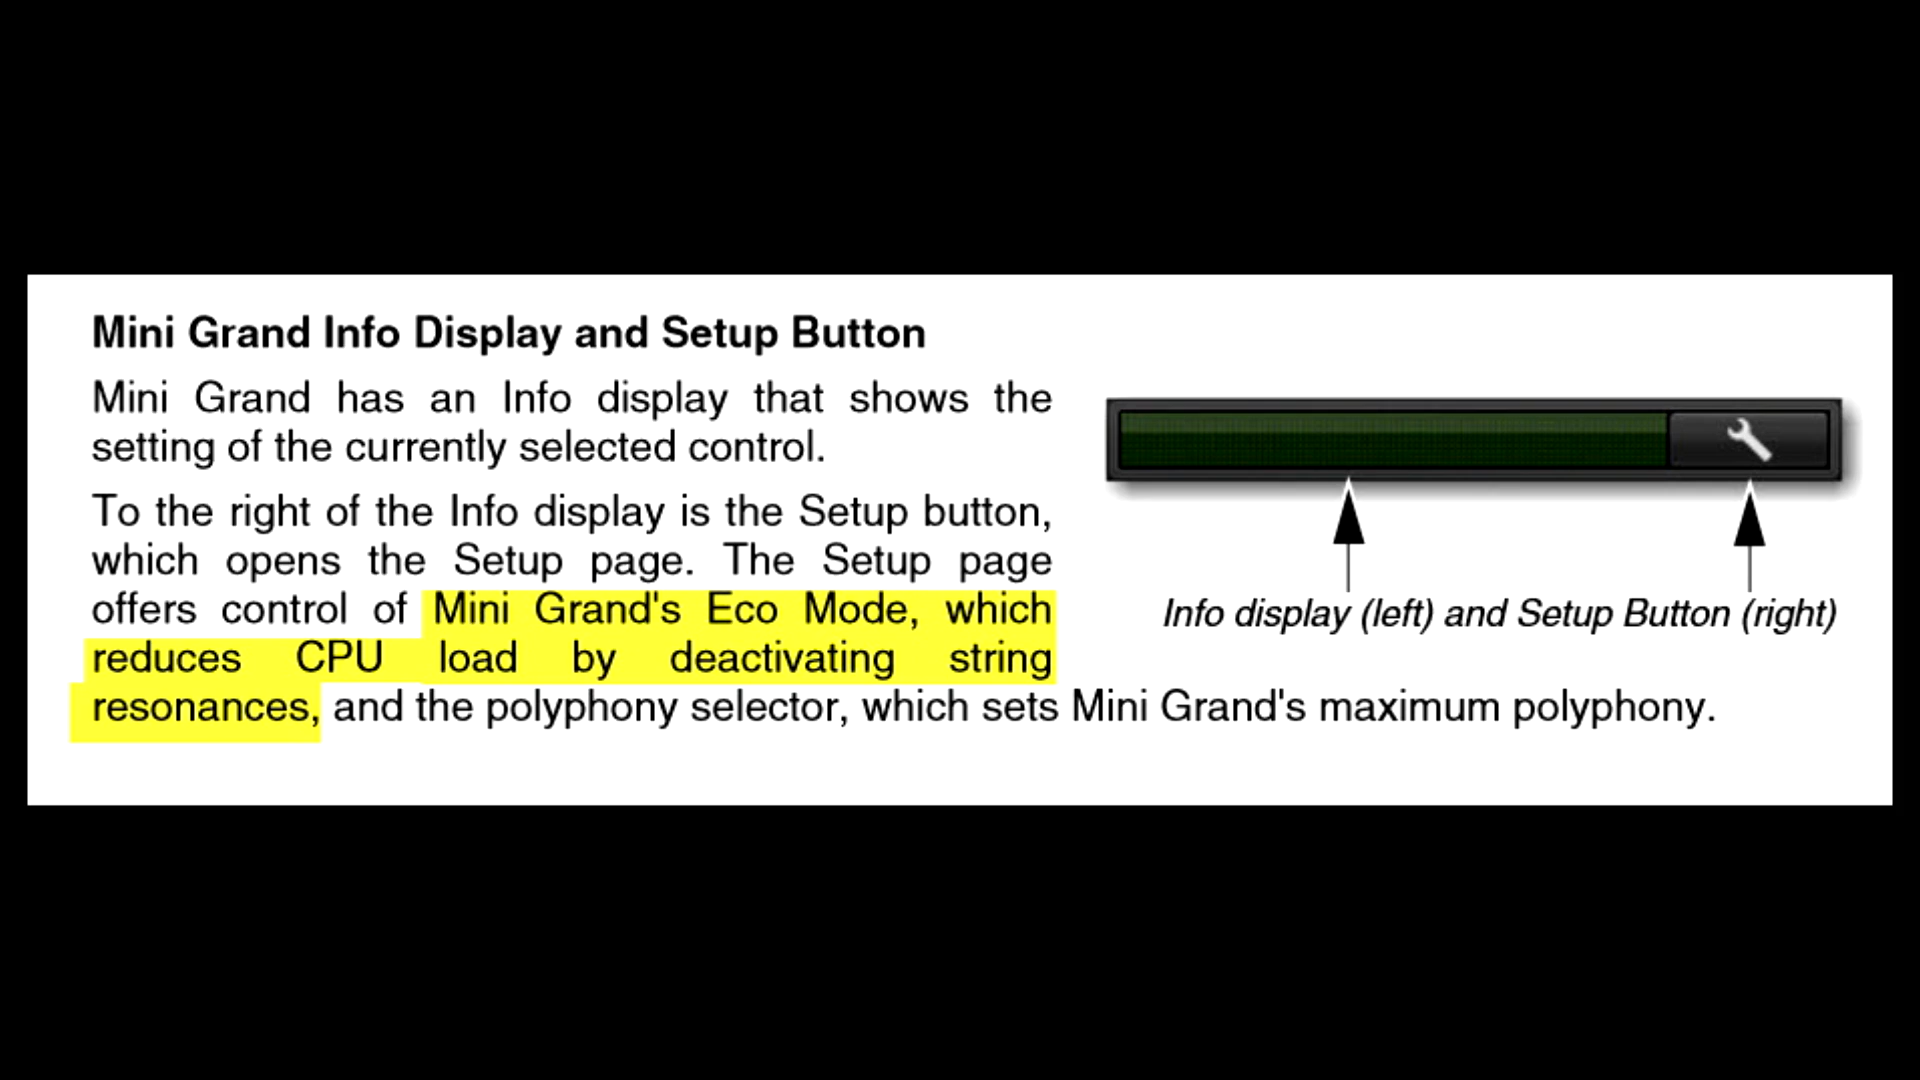 Mini Grand Info Display and Setup Button
Mini Grand has an Info display that shows the
setting of the currently selected control.
To the right of the Info display is the Setup button,
which opens the Setup page. The Setup page
offers control of Mini Grand's Eco Mode, which
reduces CPU load by deactivating string
resonances, and the polyphony selector, which sets Mini Grand's maximum polyphony.
Info display (left) and Setup Button (right)